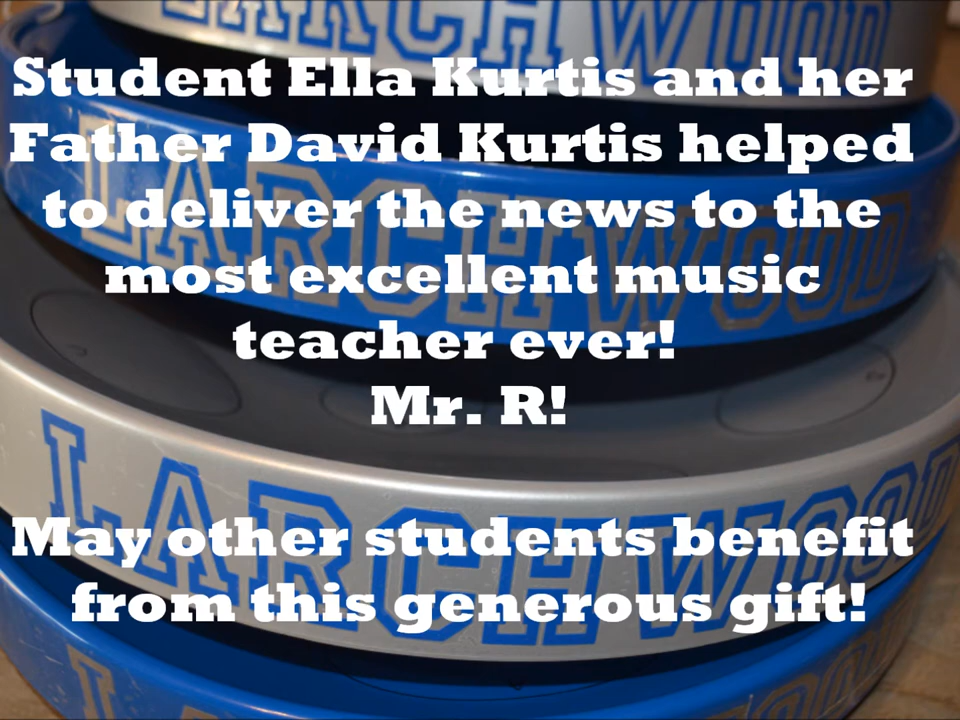 LARCHWOOD
Student Ella Kurtis and her
Father David Kurtis helped
to deliver the news to the
most excellent music
teacher ever!
Mr. R!
May other students benefit
from this generous gift!
LARCHWOOD
LARCHWOOD
LARCHWOOD